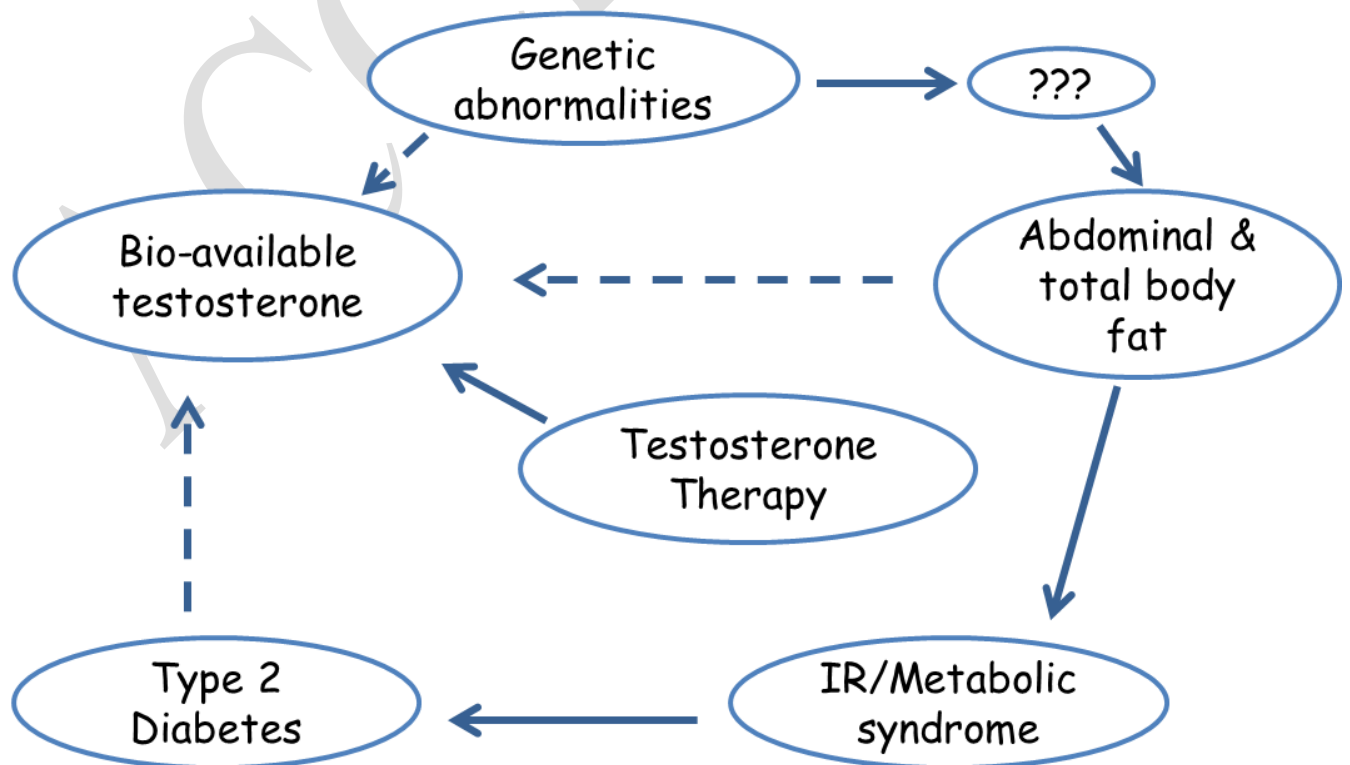 Genetic
abnormalities
???
Bio-available
testosterone
Abdominal &
total body
fat
Testosterone
Therapy
Type 2
Diabetes
IR/Metabolic
syndrome